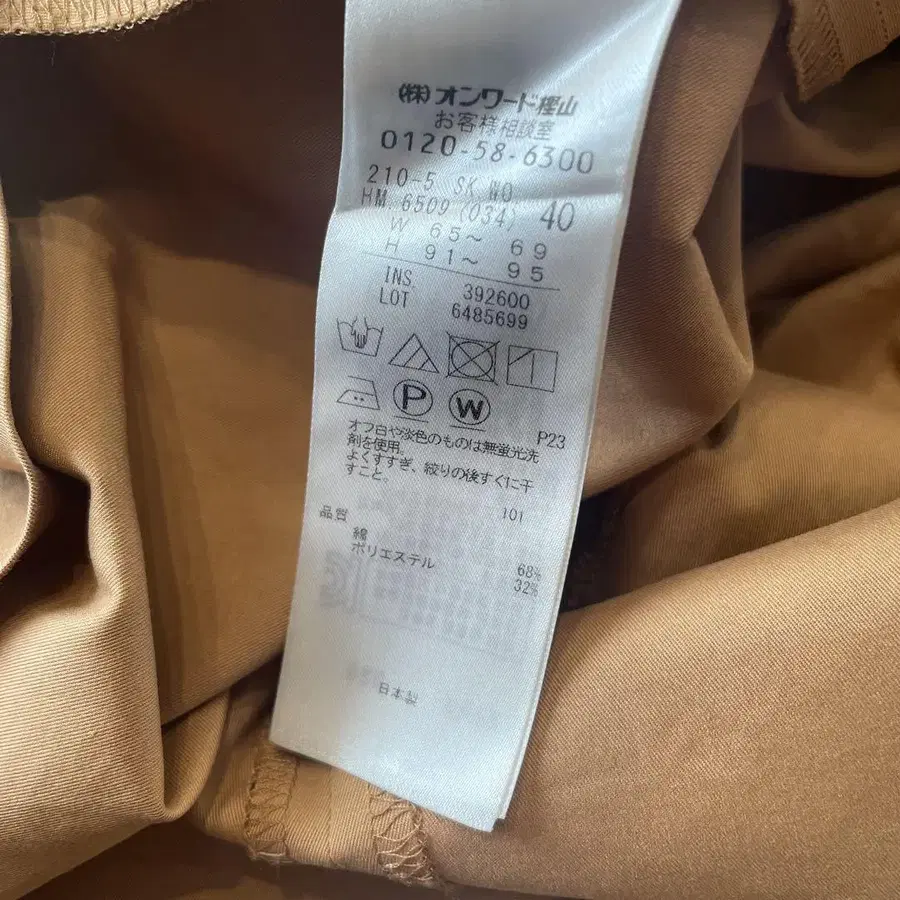 ㈱オンワード樫山
お客様相談室
0120-58-6300
210-5 SK WO
HM 6509 (034) 40
W 65～ 69
H 91～ 95
INS 392600
LOT 6485699
P W
P23
オフ白や淡色のものは無蛍光洗
剤を使用。
よくすすぎ、絞りの後すぐに干
すこと。
101
品質
綿 68%
ポリエステル 32%
日本製